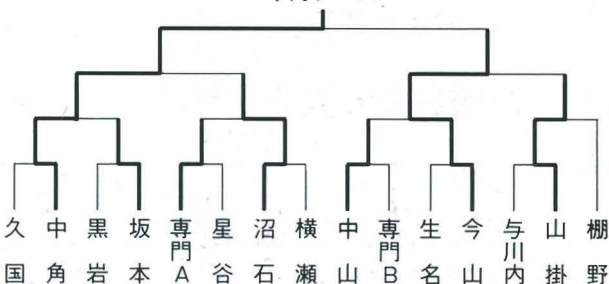 久国
中角
黒岩
坂本
専門A
星谷
沼石
横瀬
中山
専門B
生名
今山
与川内
山掛
棚野